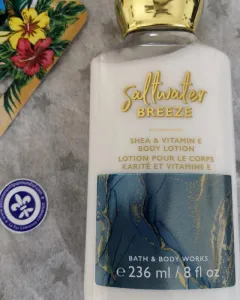 Saltwater
BREEZE
SHEA & VITAMIN E
BODY LOTION
LOTION POUR LE CORPS
KARITÉ ET VITAMINE E
BATH & BODY WORKS
℮ 236 ml / 8 fl oz